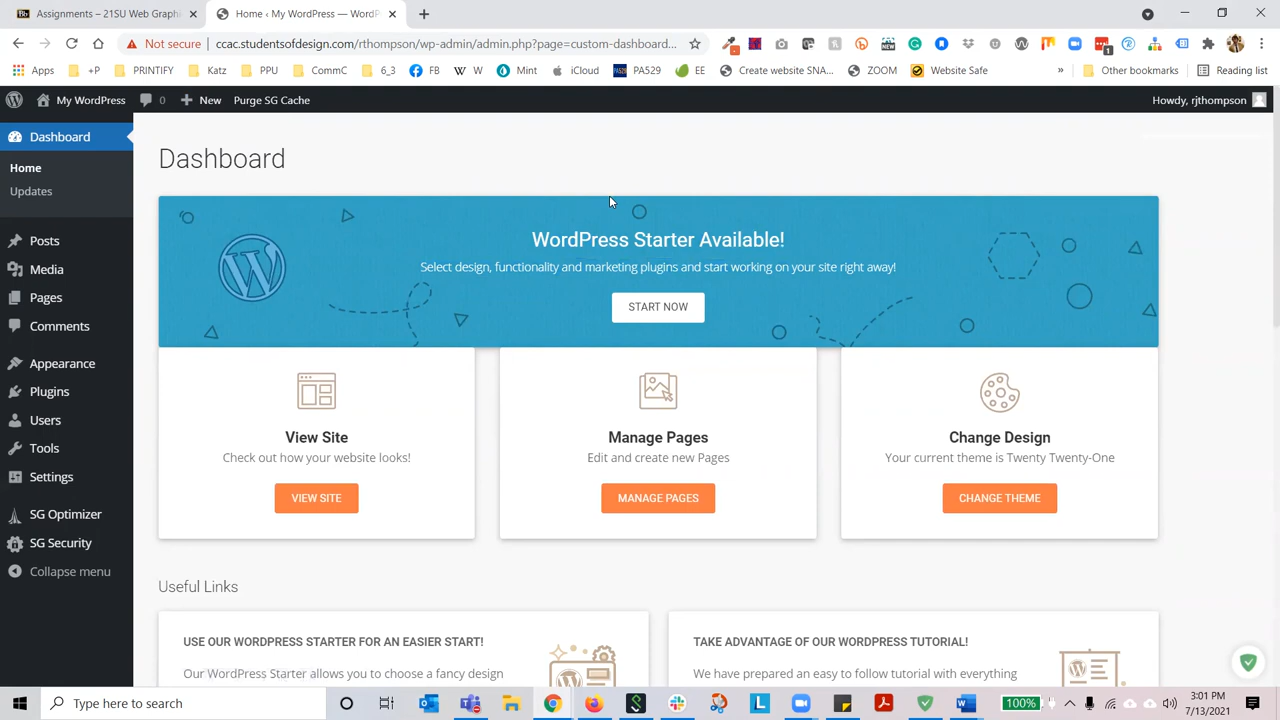 Assignments – 21SU Web Graphi
Home ‹ My WordPress — WordP
Not secure
ccac.studentsofdesign.com/rthompson/wp-admin/admin.php?page=custom-dashboard...
1
Apps
+P
PRINTIFY
Katz
PPU
CommC
6_3
FB
W
Mint
iCloud
PA529
EE
Create website SNA...
ZOOM
Website Safe
»
Other bookmarks
Reading list
My WordPress
0
New
Purge SG Cache
Howdy, rjthompson
Dashboard
Home
Updates
Posts
Media
Pages
Comments
Appearance
Plugins
Users
Tools
Settings
SG Optimizer
SG Security
Collapse menu
Dashboard
WordPress Starter Available!
Select design, functionality and marketing plugins and start working on your site right away!
START NOW
View Site
Check out how your website looks!
VIEW SITE
Manage Pages
Edit and create new Pages
MANAGE PAGES
Change Design
Your current theme is Twenty Twenty-One
CHANGE THEME
Useful Links
USE OUR WORDPRESS STARTER FOR AN EASIER START!
Our WordPress Starter allows you to choose a fancy design
TAKE ADVANTAGE OF OUR WORDPRESS TUTORIAL!
We have prepared an easy to follow tutorial with everything
Type here to search
100%
3:01 PM
7/13/2021